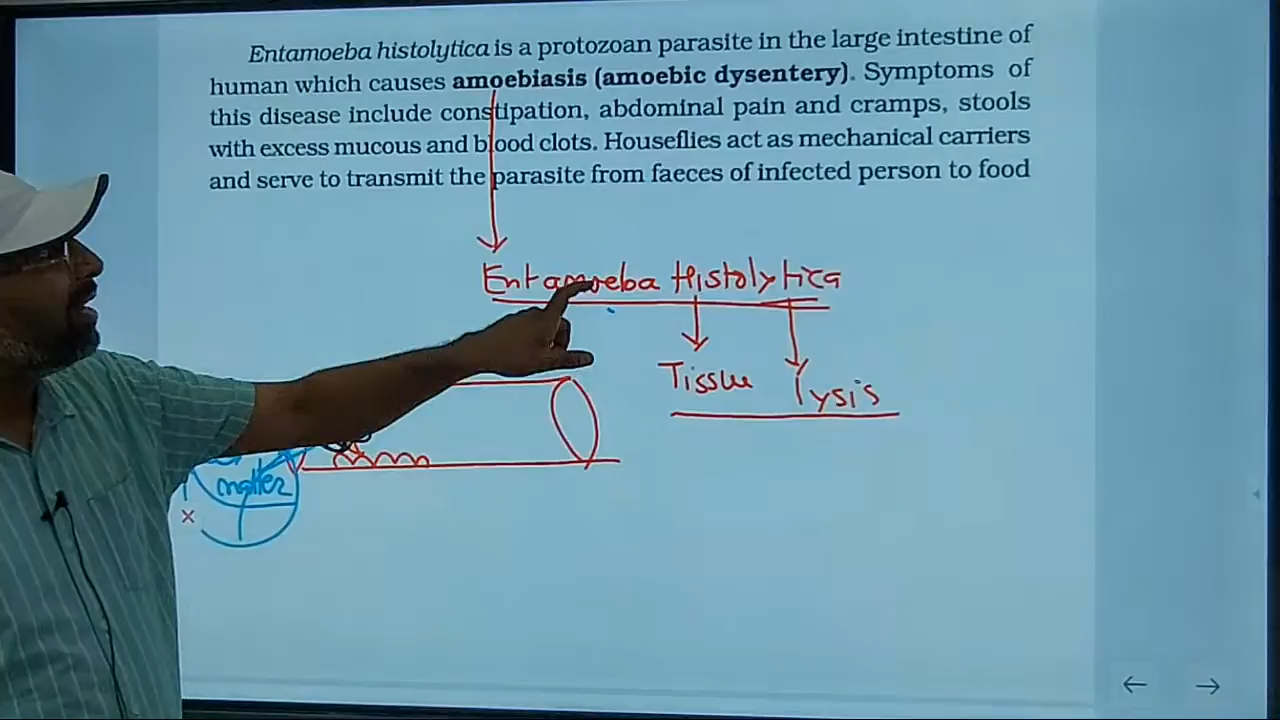 Entamoeba histolytica is a protozoan parasite in the large intestine of
human which causes amoebiasis (amoebic dysentery). Symptoms of
this disease include constipation, abdominal pain and cramps, stools
with excess mucous and blood clots. Houseflies act as mechanical carriers
and serve to transmit the parasite from faeces of infected person to food
Entamoeba Histolytica
Tissue lysis
matter